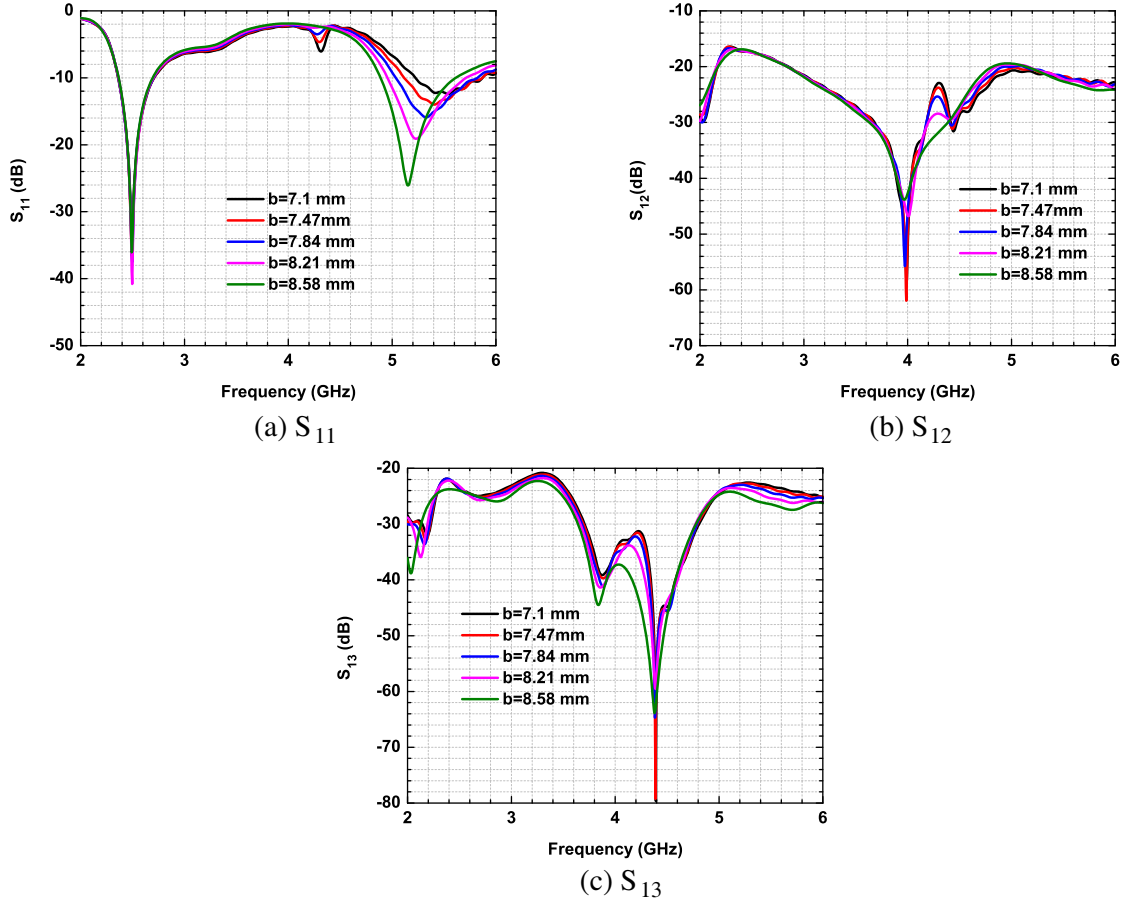 0
-10
-20
-30
-40
-50
S11 (dB)
b=7.1 mm
b=7.47mm
b=7.84 mm
b=8.21 mm
b=8.58 mm
2 3 4 5 6
Frequency (GHz)
(a) S11
-10
-20
-30
-40
-50
-60
-70
S12(dB)
b=7.1 mm
b=7.47mm
b=7.84 mm
b=8.21 mm
b=8.58 mm
2 3 4 5 6
Frequency (GHz)
(b) S12
-20
-30
-40
-50
-60
-70
-80
S13 (dB)
b=7.1 mm
b=7.47mm
b=7.84 mm
b=8.21 mm
b=8.58 mm
2 3 4 5 6
Frequency (GHz)
(c) S13